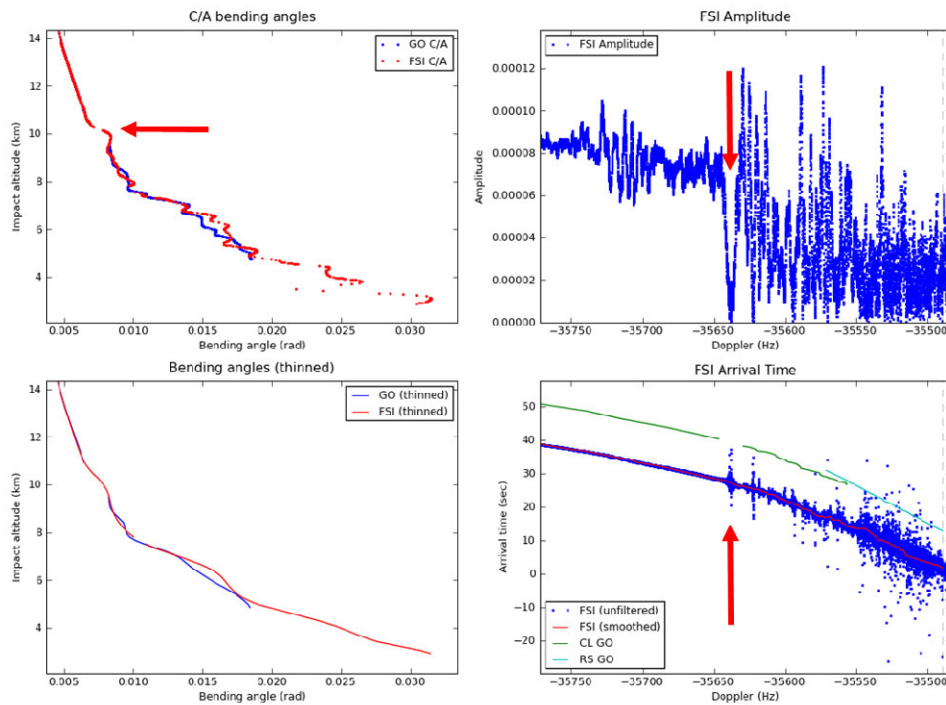 C/A bending angles
Impact altitude (km)
14
12
10
8
6
4
0.005 0.010 0.015 0.020 0.025 0.030
Bending angle (rad)
GO C/A
FSI C/A
FSI Amplitude
Amplitude
0.00012
0.00010
0.00008
0.00006
0.00004
0.00002
0.00000
−35750 −35700 −35650 −35600 −35550 −35500
Doppler (Hz)
FSI Amplitude
Bending angles (thinned)
Impact altitude (km)
14
12
10
8
6
4
0.005 0.010 0.015 0.020 0.025 0.030
Bending angle (rad)
GO (thinned)
FSI (thinned)
FSI Arrival Time
Arrival time (sec)
50
40
30
20
10
0
−10
−20
−35750 −35700 −35650 −35600 −35550 −35500
Doppler (Hz)
FSI (unfiltered)
FSI (smoothed)
CL GO
RS GO